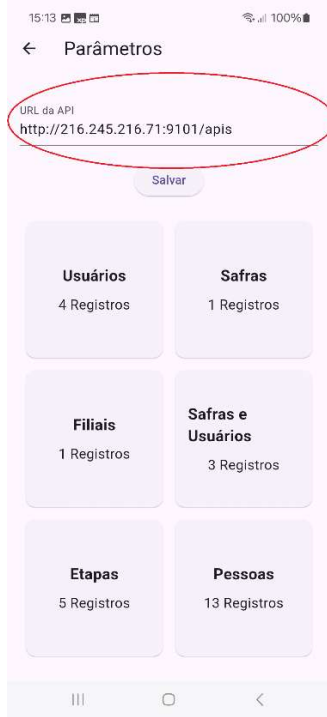 15:13 100%
Parâmetros
URL da API
http://216.245.216.71:9101/apis
Salvar
Usuários
4 Registros
Safras
1 Registros
Filiais
1 Registros
Safras e
Usuários
3 Registros
Etapas
5 Registros
Pessoas
13 Registros